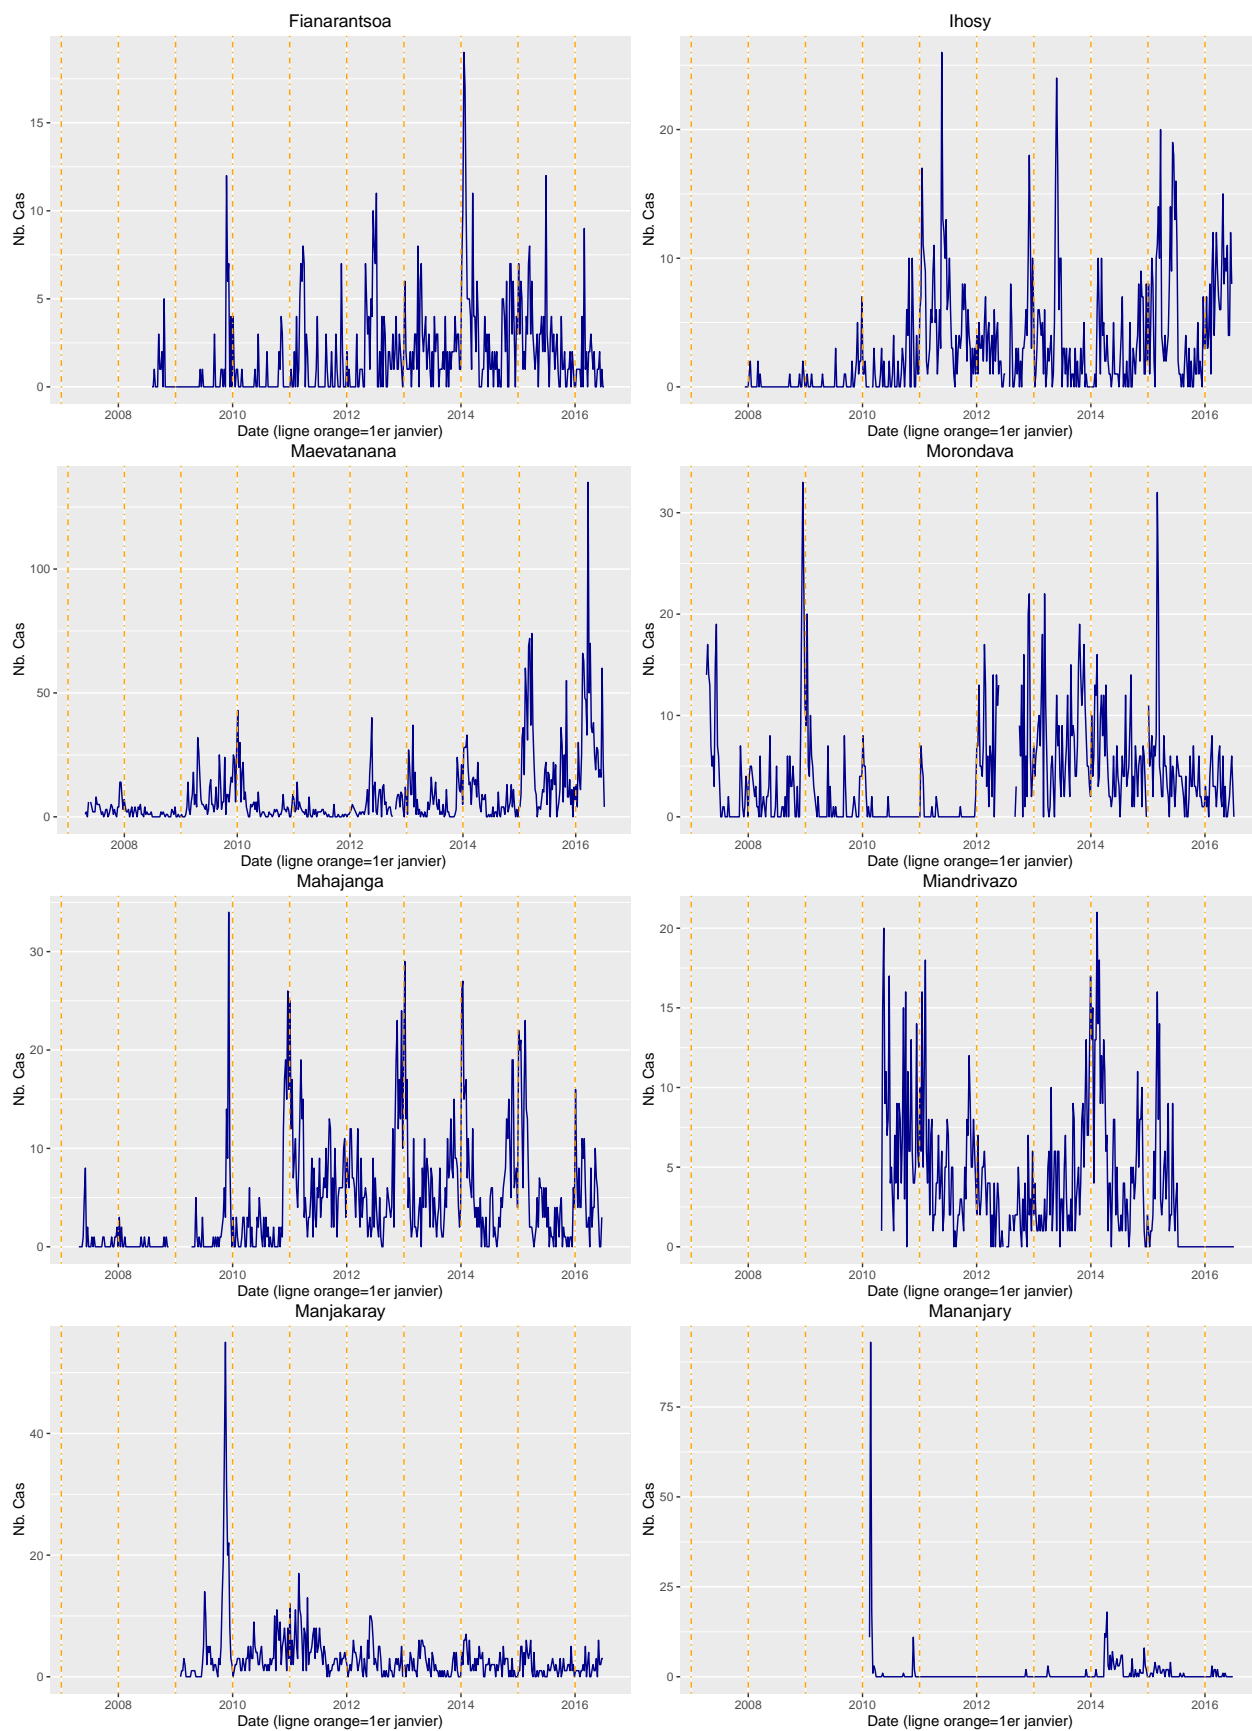 Fianarantsoa
Nb. Cas
15
10
5
0
2008 2010 2012 2014 2016
Date (ligne orange=1er janvier)
Ihosy
Nb. Cas
20
10
0
2008 2010 2012 2014 2016
Date (ligne orange=1er janvier)
Maevatanana
Nb. Cas
100
50
0
2008 2010 2012 2014 2016
Date (ligne orange=1er janvier)
Morondava
Nb. Cas
30
20
10
0
2008 2010 2012 2014 2016
Date (ligne orange=1er janvier)
Mahajanga
Nb. Cas
30
20
10
0
2008 2010 2012 2014 2016
Date (ligne orange=1er janvier)
Miandrivazo
Nb. Cas
20
15
10
5
0
2008 2010 2012 2014 2016
Date (ligne orange=1er janvier)
Manjakaray
Nb. Cas
40
20
0
2008 2010 2012 2014 2016
Date (ligne orange=1er janvier)
Mananjary
Nb. Cas
75
50
25
0
2008 2010 2012 2014 2016
Date (ligne orange=1er janvier)